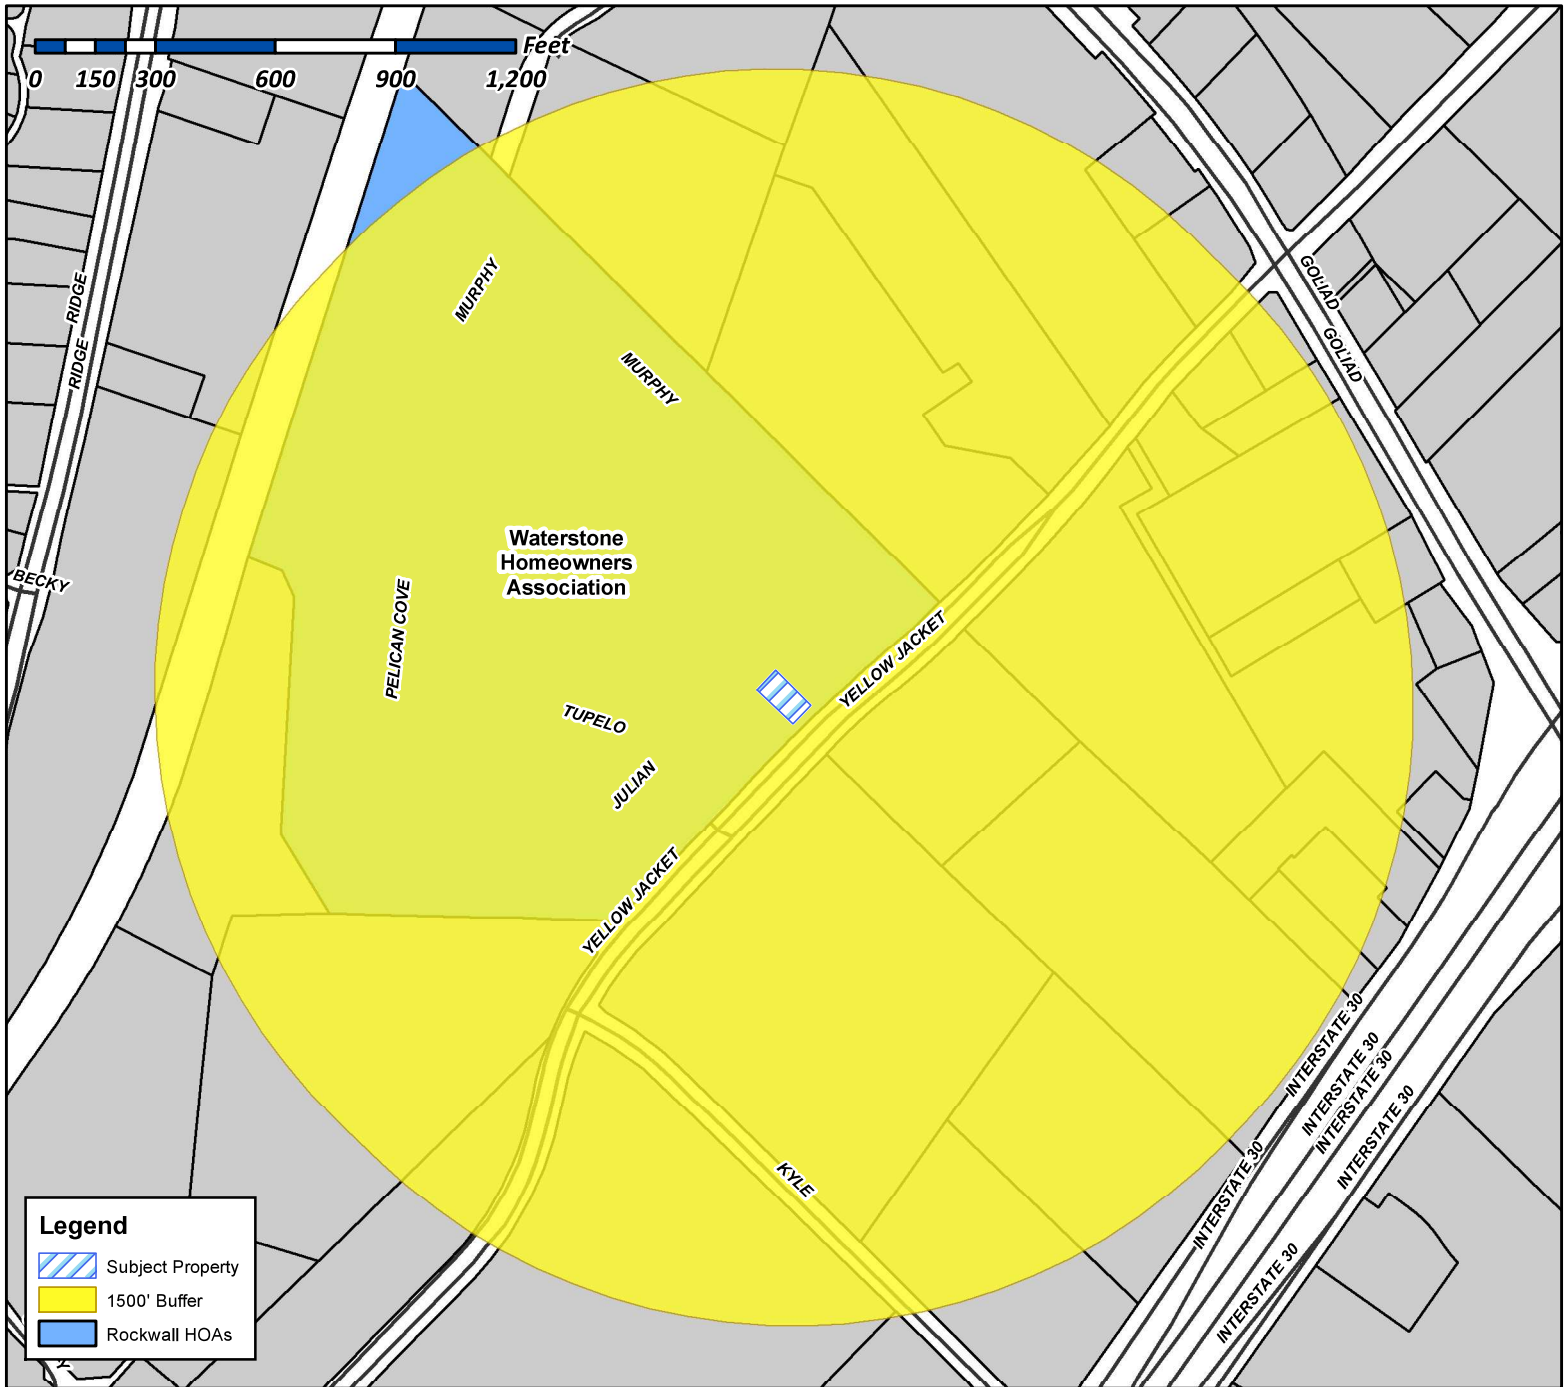 Feet
0 150 300 600 900 1,200
GOLIAD
GOLIAD
MURPHY
RIDGE
RIDGE
MURPHY
Waterstone
Homeowners
Association
BECKY
PELICAN COVE
YELLOW JACKET
TUPELO
JULIAN
YELLOW JACKET
INTERSTATE 30
INTERSTATE 30
INTERSTATE 30
INTERSTATE 30
INTERSTATE 30
INTERSTATE 30
KYLE
Legend
Subject Property
1500' Buffer
Rockwall HOAs